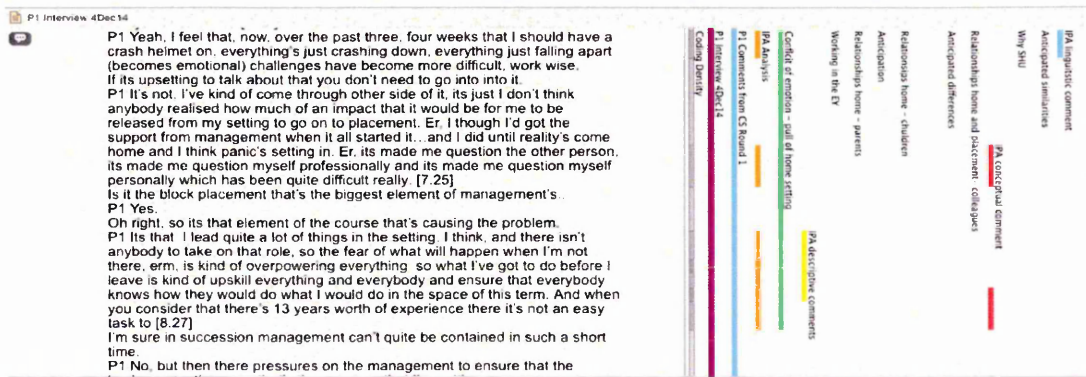 P1 Interview 4Dec14
P1 Yeah, I feel that, now, over the past three, four weeks that I should have a
crash helmet on, everything's just crashing down, everything just falling apart
(becomes emotional) challenges have become more difficult, work wise.
If its upsetting to talk about that you don't need to go into into it.
P1 It's not. I've kind of come through other side of it, its just I don't think
anybody realised how much of an impact that it would be for me to be
released from my setting to go on to placement. Er, I though I'd got the
support from management when it all started it...and I did until reality's come
home and I think panic's setting in. Er, its made me question the other person,
its made me question myself professionally and its made me question myself
personally which has been quite difficult really. [7.25]
Is it the block placement that's the biggest element of management's..
P1 Yes.
Oh right, so its that element of the course that's causing the problem.
P1 Its that I lead quite a lot of things in the setting. I think, and there isn't
anybody to take on that role, so the fear of what will happen when I'm not
there, erm, is kind of overpowering everything so what I've got to do before I
leave is kind of upskill everything and everybody and ensure that everybody
knows how they would do what I would do in the space of this term. And when
you consider that there's 13 years worth of experience there it's not an easy
task to [8.27]
I'm sure in succession management can't quite be contained in such a short
time.
P1 No, but then there pressures on the management to ensure that the
IPA linguistic comment
Anticipated similarities
Why SHU
IPA conceptual comment
Relationships home and placement - colleagues
Anticipated differences
Relationships home - children
Anticipation
Relationships home - parents
Working in the EY
IPA descriptive comments
Conflict of emotion - pull of home setting
IPA Analysis
P1 Comments from CS Round 1
P1 Interview 4Dec14
Coding Density